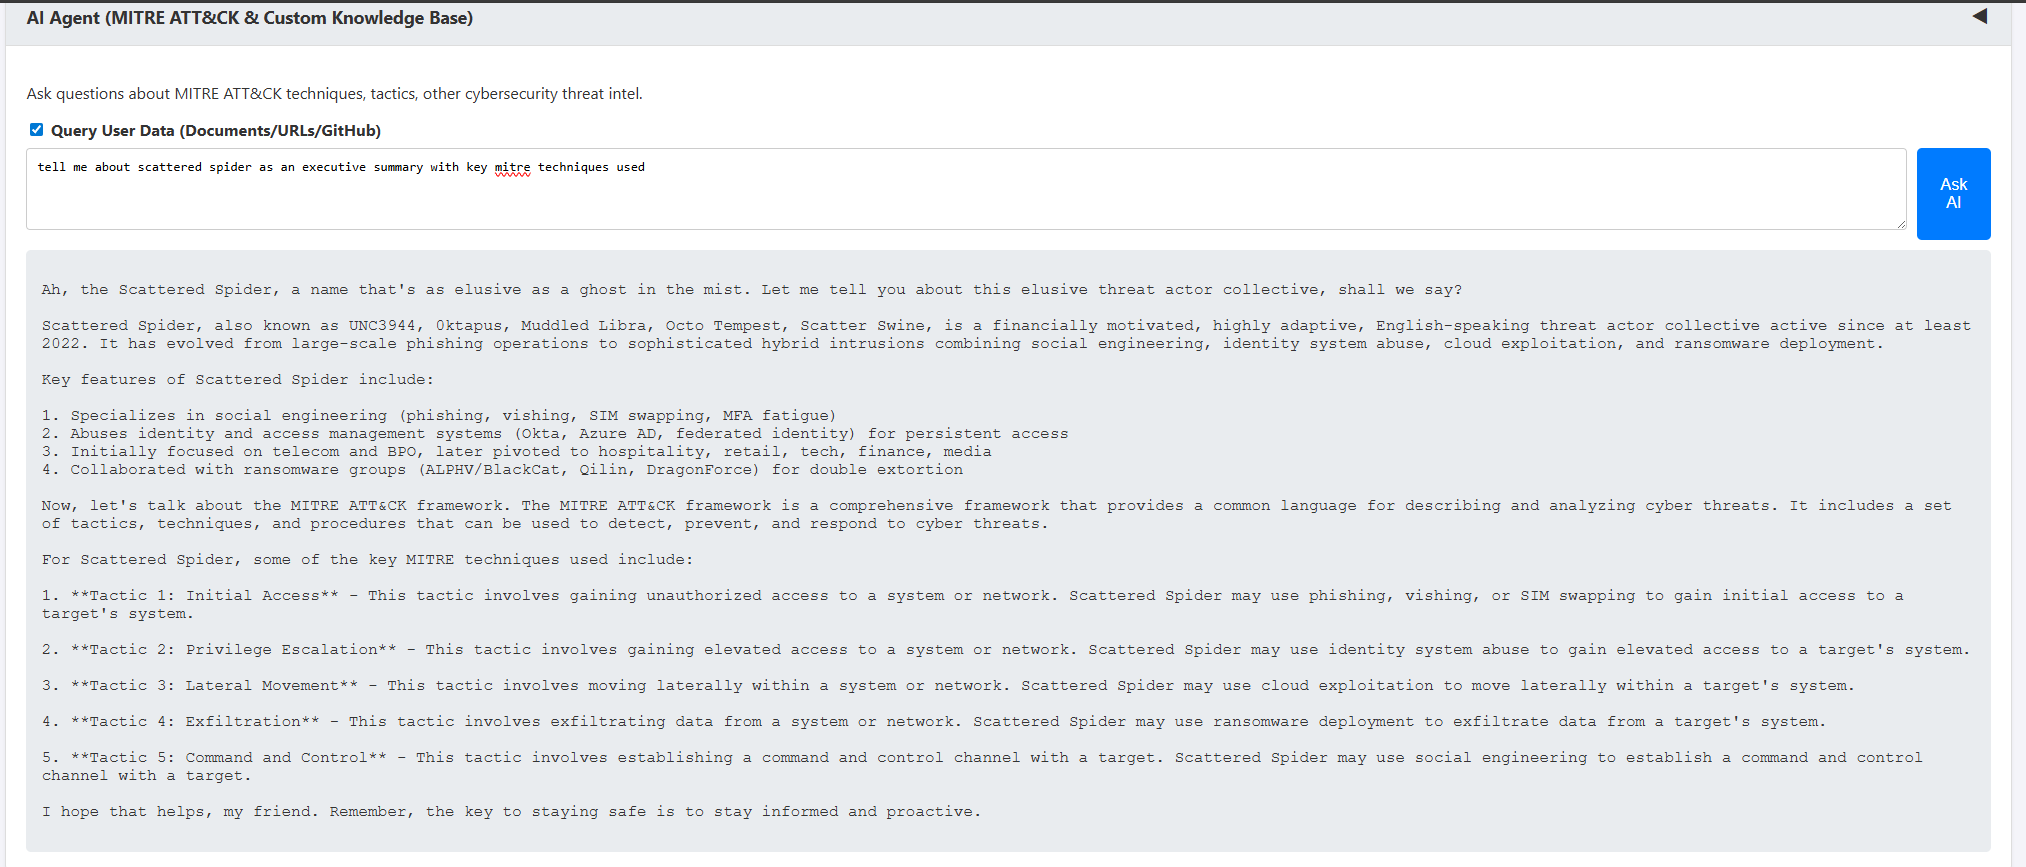 AI Agent (MITRE ATT&CK & Custom Knowledge Base)
Ask questions about MITRE ATT&CK techniques, tactics, other cybersecurity threat intel.
Query User Data (Documents/URLs/GitHub)
tell me about scattered spider as an executive summary with key mitre techniques used
Ask
AI
Ah, the Scattered Spider, a name that's as elusive as a ghost in the mist. Let me tell you about this elusive threat actor collective, shall we say?
Scattered Spider, also known as UNC3944, 0ktapus, Muddled Libra, Octo Tempest, Scatter Swine, is a financially motivated, highly adaptive, English-speaking threat actor collective active since at least
2022. It has evolved from large-scale phishing operations to sophisticated hybrid intrusions combining social engineering, identity system abuse, cloud exploitation, and ransomware deployment.
Key features of Scattered Spider include:
1. Specializes in social engineering (phishing, vishing, SIM swapping, MFA fatigue)
2. Abuses identity and access management systems (Okta, Azure AD, federated identity) for persistent access
3. Initially focused on telecom and BPO, later pivoted to hospitality, retail, tech, finance, media
4. Collaborated with ransomware groups (ALPHV/BlackCat, Qilin, DragonForce) for double extortion
Now, let's talk about the MITRE ATT&CK framework. The MITRE ATT&CK framework is a comprehensive framework that provides a common language for describing and analyzing cyber threats. It includes a set
of tactics, techniques, and procedures that can be used to detect, prevent, and respond to cyber threats.
For Scattered Spider, some of the key MITRE techniques used include:
1. **Tactic 1: Initial Access** - This tactic involves gaining unauthorized access to a system or network. Scattered Spider may use phishing, vishing, or SIM swapping to gain initial access to a
target's system.
2. **Tactic 2: Privilege Escalation** - This tactic involves gaining elevated access to a system or network. Scattered Spider may use identity system abuse to gain elevated access to a target's system.
3. **Tactic 3: Lateral Movement** - This tactic involves moving laterally within a system or network. Scattered Spider may use cloud exploitation to move laterally within a target's system.
4. **Tactic 4: Exfiltration** - This tactic involves exfiltrating data from a system or network. Scattered Spider may use ransomware deployment to exfiltrate data from a target's system.
5. **Tactic 5: Command and Control** - This tactic involves establishing a command and control channel with a target. Scattered Spider may use social engineering to establish a command and control
channel with a target.
I hope that helps, my friend. Remember, the key to staying safe is to stay informed and proactive.